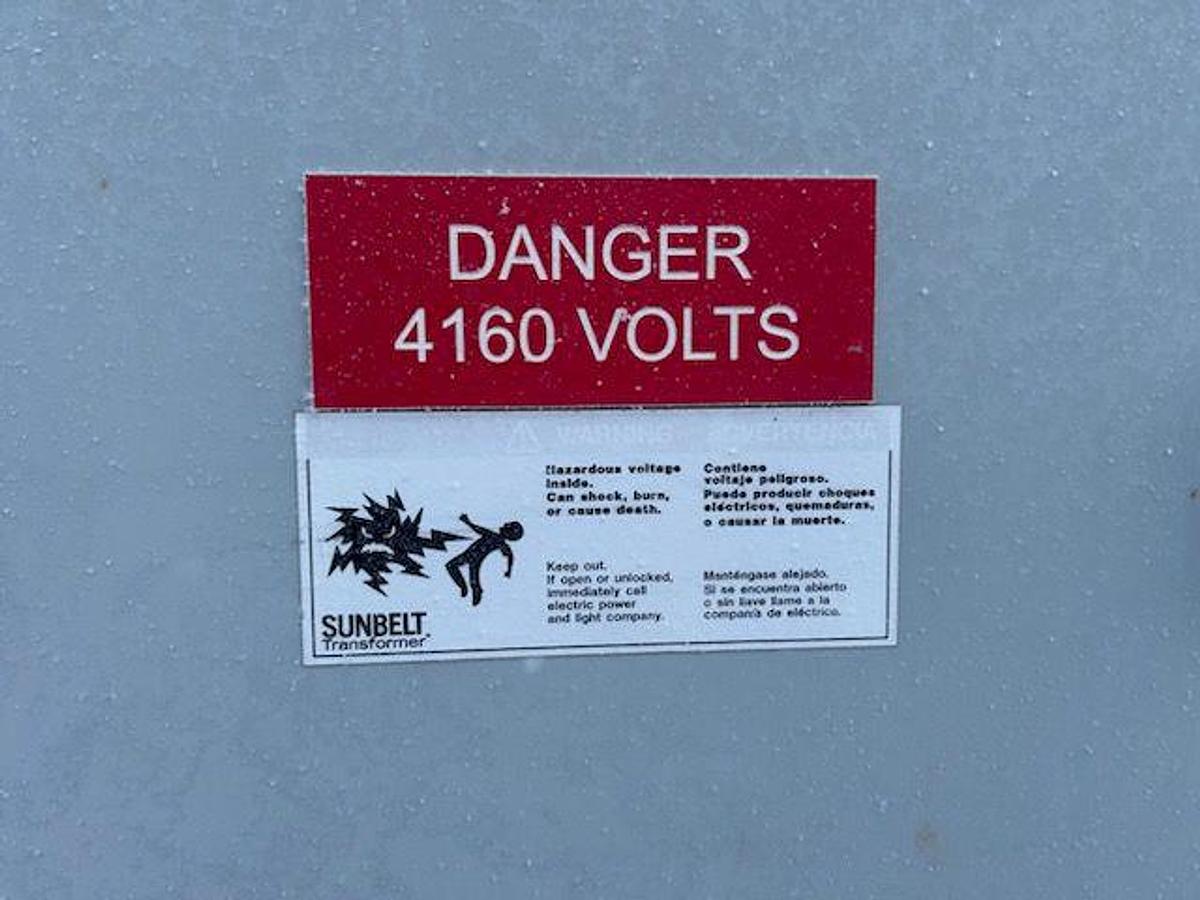 DANGER
4160 VOLTS
WARNING ADVERTENCIA
Hazardous voltage
inside.
Can shock, burn,
or cause death.
Keep out.
If open or unlocked,
immediately call
electric power
and light company.
Contiene
voltaje peligroso.
Puede producir choques
eléctricos, quemaduras,
o causar la muerte.
Manténgase alejado.
Si se encuentra abierto
o sin llave llame a la
companía de eléctrico.
SUNBELT
Transformer